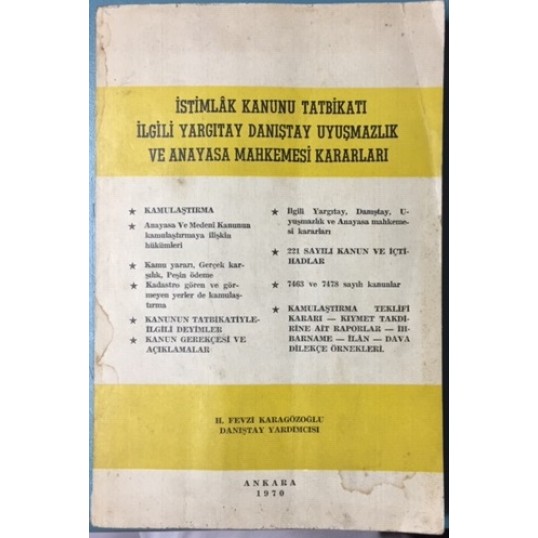 İSTİMLÂK KANUNU TATBİKATI
İLGİLİ YARGITAY DANIŞTAY UYUŞMAZLIK
VE ANAYASA MAHKEMESİ KARARLARI
★ KAMULAŞTIRMA
★ Anayasa Ve Medeni Kanunun
kamulaştırmaya ilişkin
hükümleri
★ Kamu yararı, Gerçek kar-
şılık, Peşin ödeme
★ Kadastro gören ve gör-
meyen yerler de kamulaş-
tırma
★ KANUNUN TATBİKATİYLE-
İLGİLİ DEYİMLER
★ KANUN GEREKÇESİ VE
AÇIKLAMALAR
★ İlgili Yargıtay, Danıştay, U-
yuşmazlık ve Anayasa mahkeme-
si kararları
★ 221 SAYILI KANUN VE İÇTİ-
HADLAR
★ 7463 ve 7478 sayılı kanunlar
★ KAMULAŞTIRMA TEKLİFİ
KARARI — KIYMET TAKDİ-
RİNE AİT RAPORLAR — İH-
BARNAME — İLÂN — DAVA
DİLEKÇE ÖRNEKLERİ.
H. FEVZİ KARAGÖZOĞLU
DANIŞTAY YARDIMCISI
ANKARA
1970